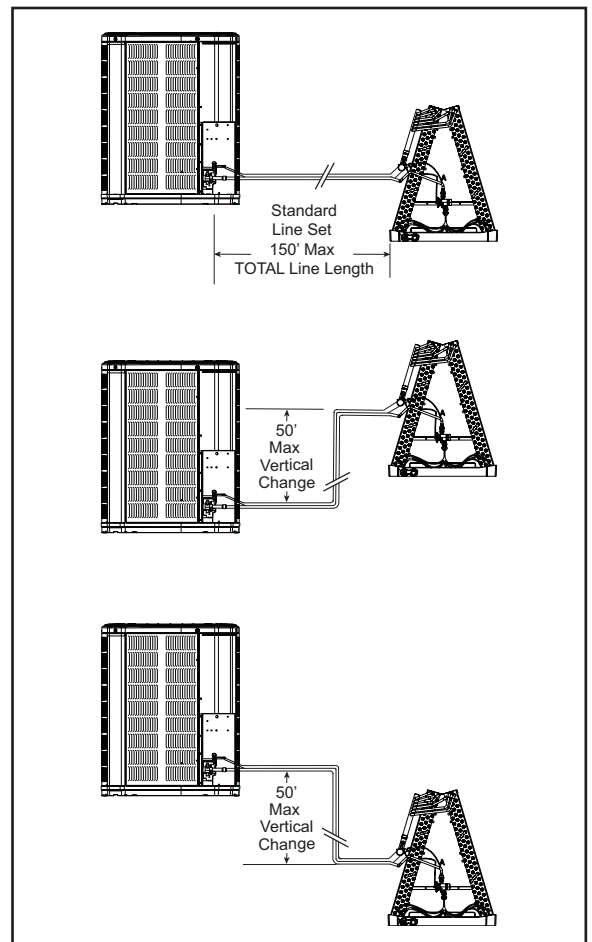 Standard
Line Set
150’ Max
TOTAL Line Length
50’
Max
Vertical
Change
50’
Max
Vertical
Change